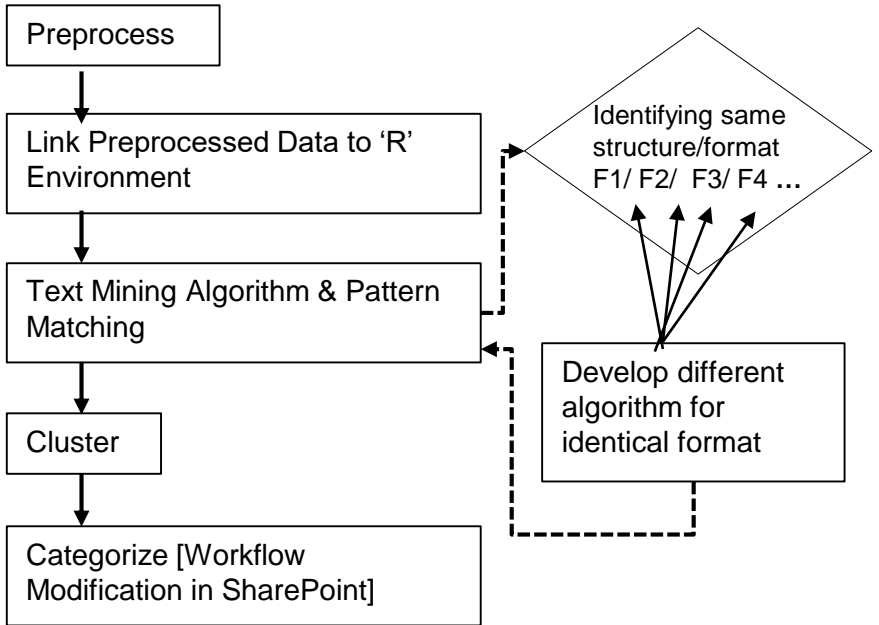 Preprocess
Link Preprocessed Data to ‘R’
Environment
Text Mining Algorithm & Pattern
Matching
Cluster
Categorize [Workflow
Modification in SharePoint]
Identifying same
structure/format
F1/ F2/  F3/ F4 ...
Develop different
algorithm for
identical format